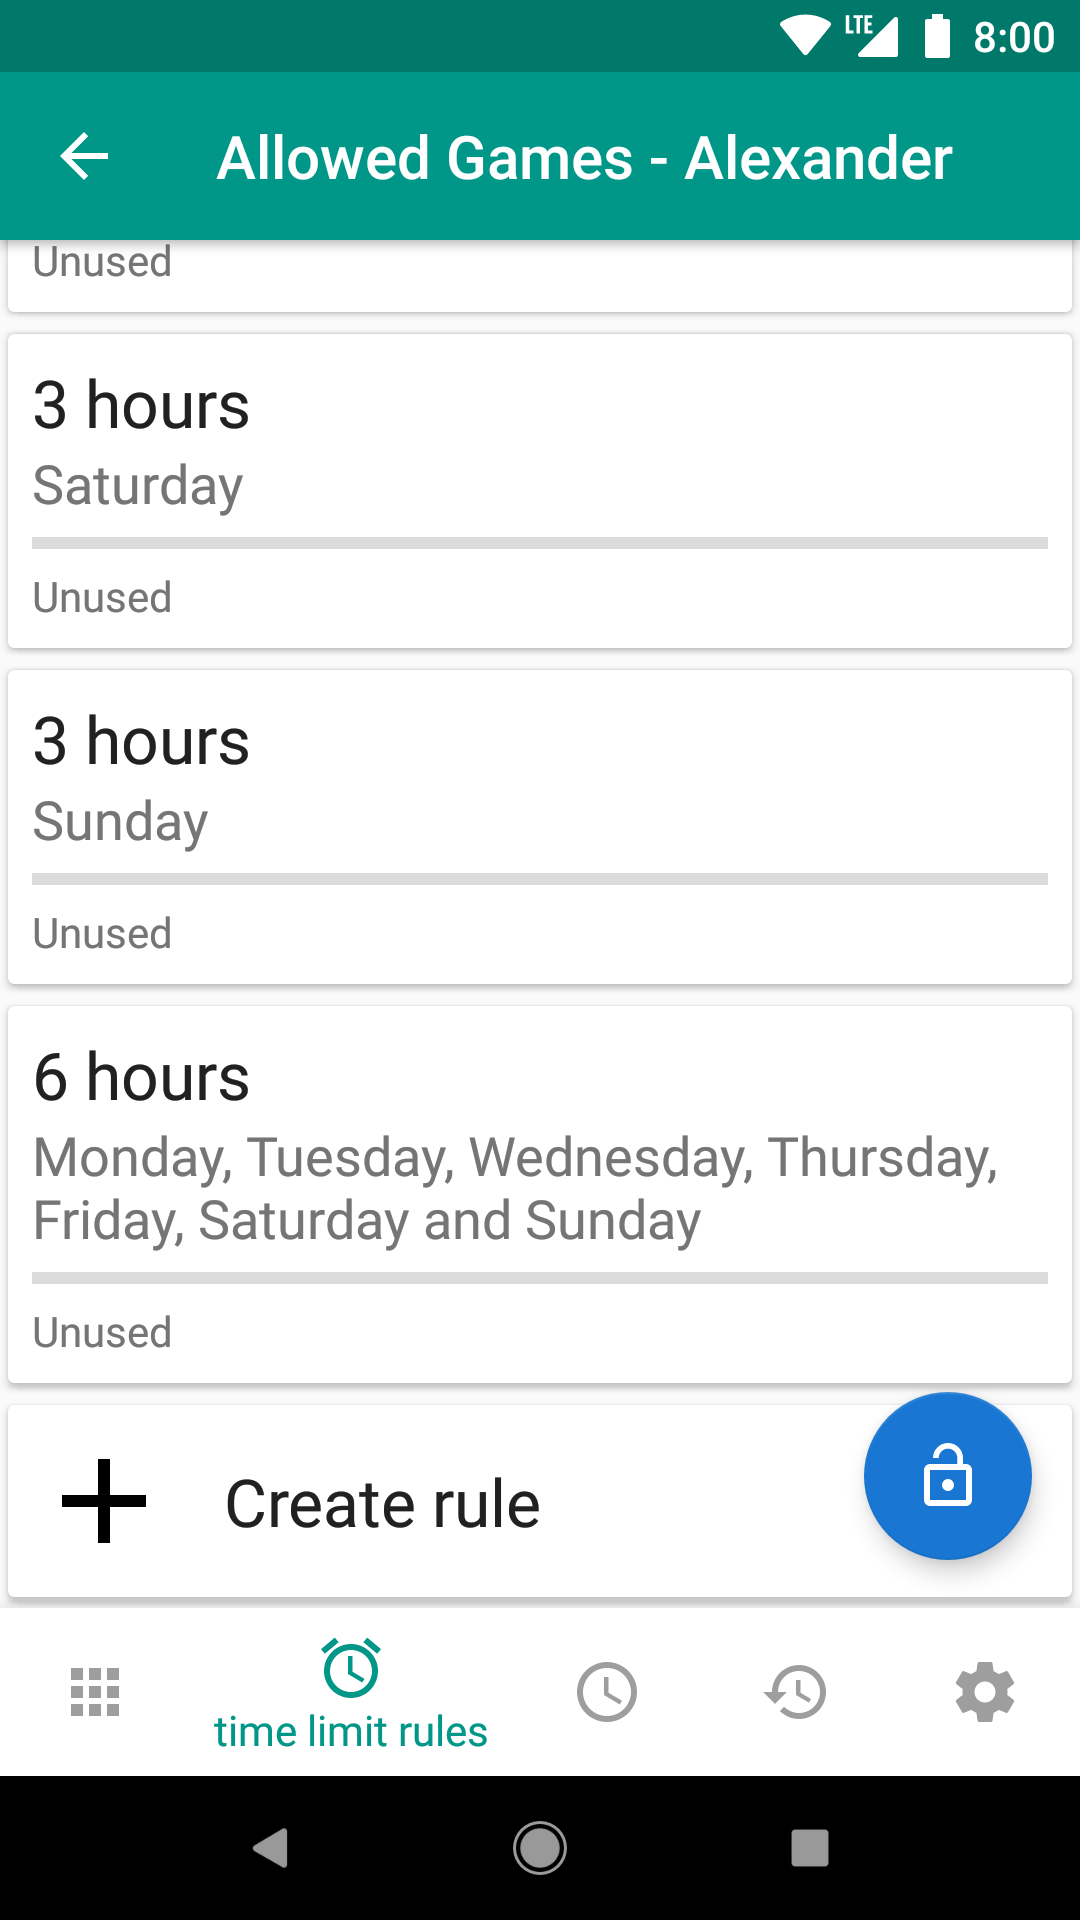 LTE 8:00
Allowed Games - Alexander
Unused
3 hours
Saturday
Unused
3 hours
Sunday
Unused
6 hours
Monday, Tuesday, Wednesday, Thursday,
Friday, Saturday and Sunday
Unused
Create rule
time limit rules